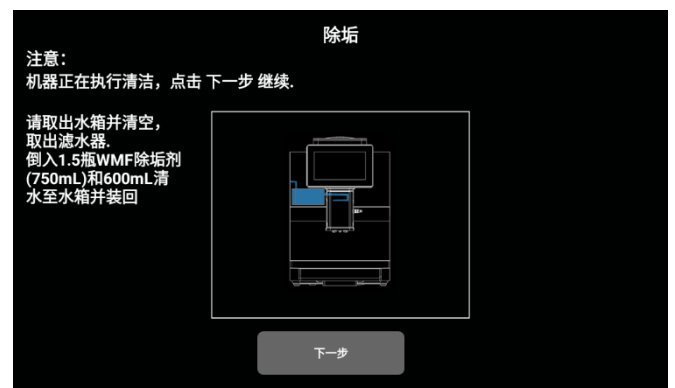 除垢
注意：
机器正在执行清洁，点击 下一步 继续.
请取出水箱并清空，
取出滤水器.
倒入1.5瓶WMF除垢剂
(750mL)和600mL清
水至水箱并装回
下一步